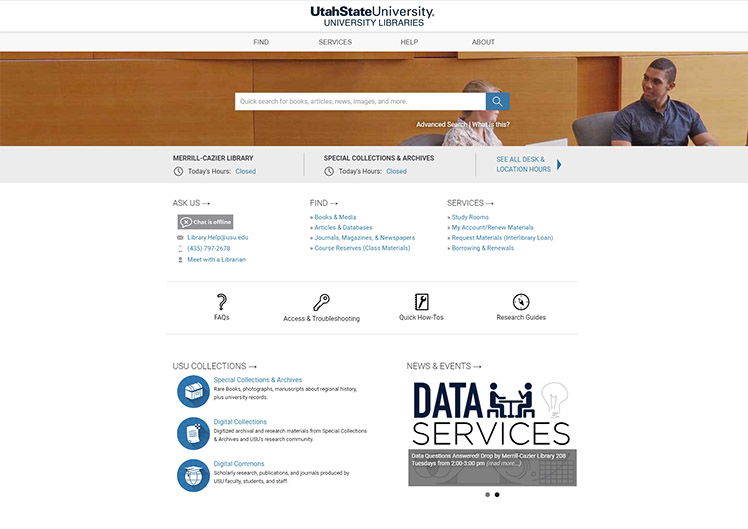 UtahStateUniversity®
UNIVERSITY LIBRARIES
FIND SERVICES HELP ABOUT
Quick search for books, articles, news, images, and more.
Advanced Search | What is this?
MERRILL-CAZIER LIBRARY
Today's Hours: Closed
SPECIAL COLLECTIONS & ARCHIVES
Today's Hours: Closed
SEE ALL DESK &
LOCATION HOURS
ASK US →
Chat is offline
Library.Help@usu.edu
(435) 797-2678
Meet with a Librarian
FIND →
» Books & Media
» Articles & Databases
» Journals, Magazines, & Newspapers
» Course Reserves (Class Materials)
SERVICES →
» Study Rooms
» My Account/Renew Materials
» Request Materials (Interlibrary Loan)
» Borrowing & Renewals
FAQs
Access & Troubleshooting
Quick How-Tos
Research Guides
USU COLLECTIONS →
Special Collections & Archives
Rare Books, photographs, manuscripts about regional history,
plus university records.
Digital Collections
Digitized archival and research materials from Special Collections
& Archives and USU's research community.
Digital Commons
Scholarly research, publications, and journals produced by
USU faculty, students, and staff.
NEWS & EVENTS →
DATA
SERVICES
Data Questions Answered! Drop by Merrill-Cazier Library 208
Tuesdays from 2:00-3:00 pm (read more...)